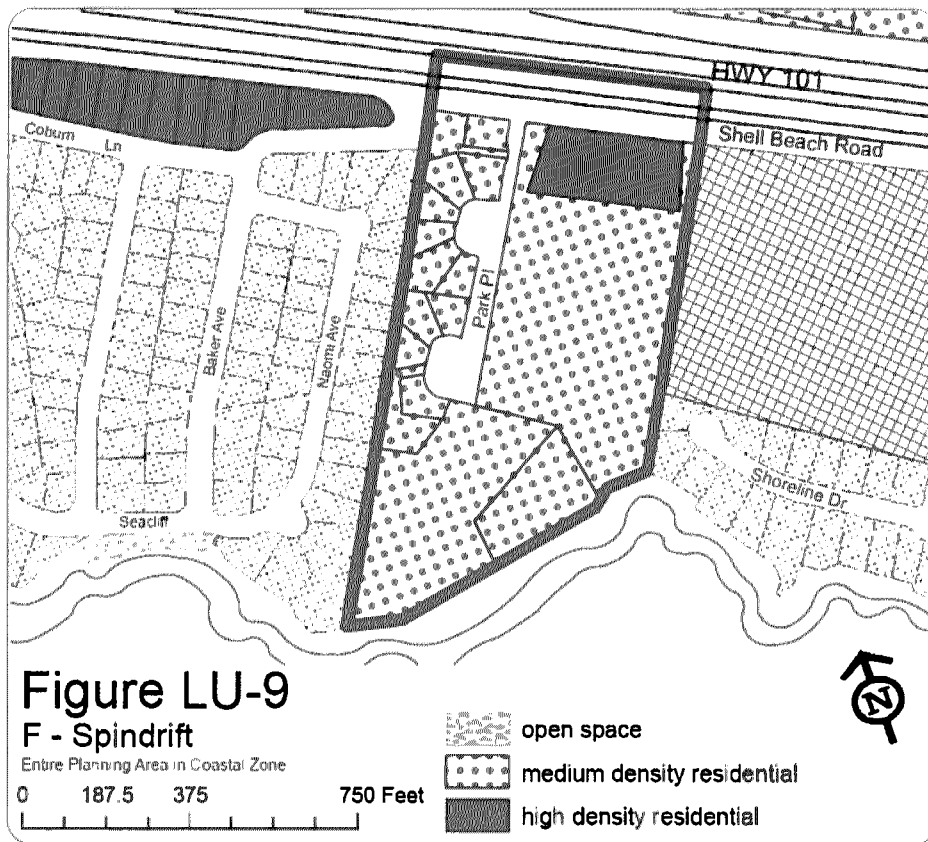 HWY 101
Shell Beach Road
Coburn
Ln
Park Pl
Baker Ave
Naomi Ave
Shoreline Dr
Seacliff
Figure LU-9
F - Spindrift
Entire Planning Area in Coastal Zone
0 187.5 375 750 Feet
open space
medium density residential
high density residential
N